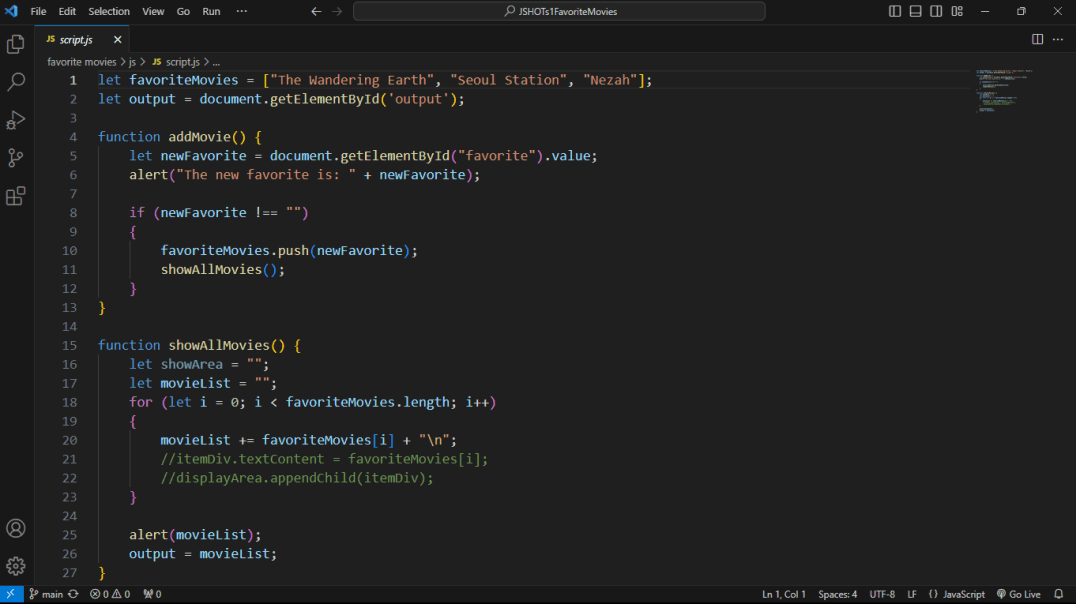 File Edit Selection View Go Run ··· ← → JSHOTs1FavoriteMovies
JS script.js ×
favorite movies > js > JS script.js > ...
1 let favoriteMovies = ["The Wandering Earth", "Seoul Station", "Nezah"];
2 let output = document.getElementById('output');
3
4 function addMovie() {
5     let newFavorite = document.getElementById("favorite").value;
6     alert("The new favorite is: " + newFavorite);
7
8     if (newFavorite !== "")
9     {
10         favoriteMovies.push(newFavorite);
11         showAllMovies();
12     }
13 }
14
15 function showAllMovies() {
16     let showArea = "";
17     let movieList = "";
18     for (let i = 0; i < favoriteMovies.length; i++)
19     {
20         movieList += favoriteMovies[i] + "\n";
21         //itemDiv.textContent = favoriteMovies[i];
22         //displayArea.appendChild(itemDiv);
23     }
24
25     alert(movieList);
26     output = movieList;
27 }
main 0 0 0 Ln 1, Col 1 Spaces: 4 UTF-8 LF {} JavaScript Go Live